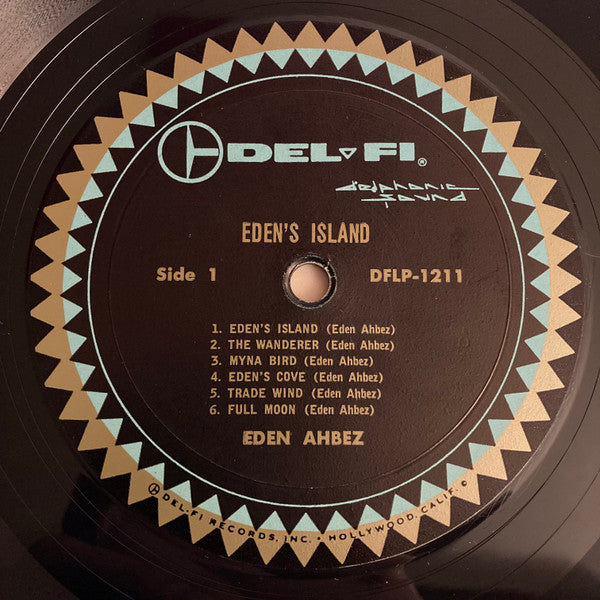 DEL-FI®
delphonic
sound
EDEN'S ISLAND
Side 1
DFLP-1211
1. EDEN'S ISLAND (Eden Ahbez)
2. THE WANDERER (Eden Ahbez)
3. MYNA BIRD (Eden Ahbez)
4. EDEN'S COVE (Eden Ahbez)
5. TRADE WIND (Eden Ahbez)
6. FULL MOON (Eden Ahbez)
EDEN AHBEZ
DEL-FI RECORDS, INC. • HOLLYWOOD, CALIF. ©